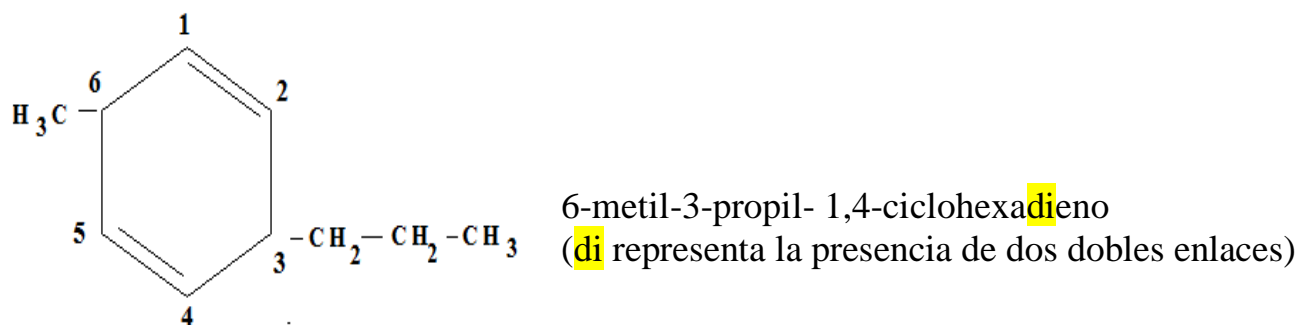 1
6
2
H3C
5
3
-CH2-CH2-CH3
4
6-metil-3-propil- 1,4-ciclohexadieno
(di representa la presencia de dos dobles enlaces)